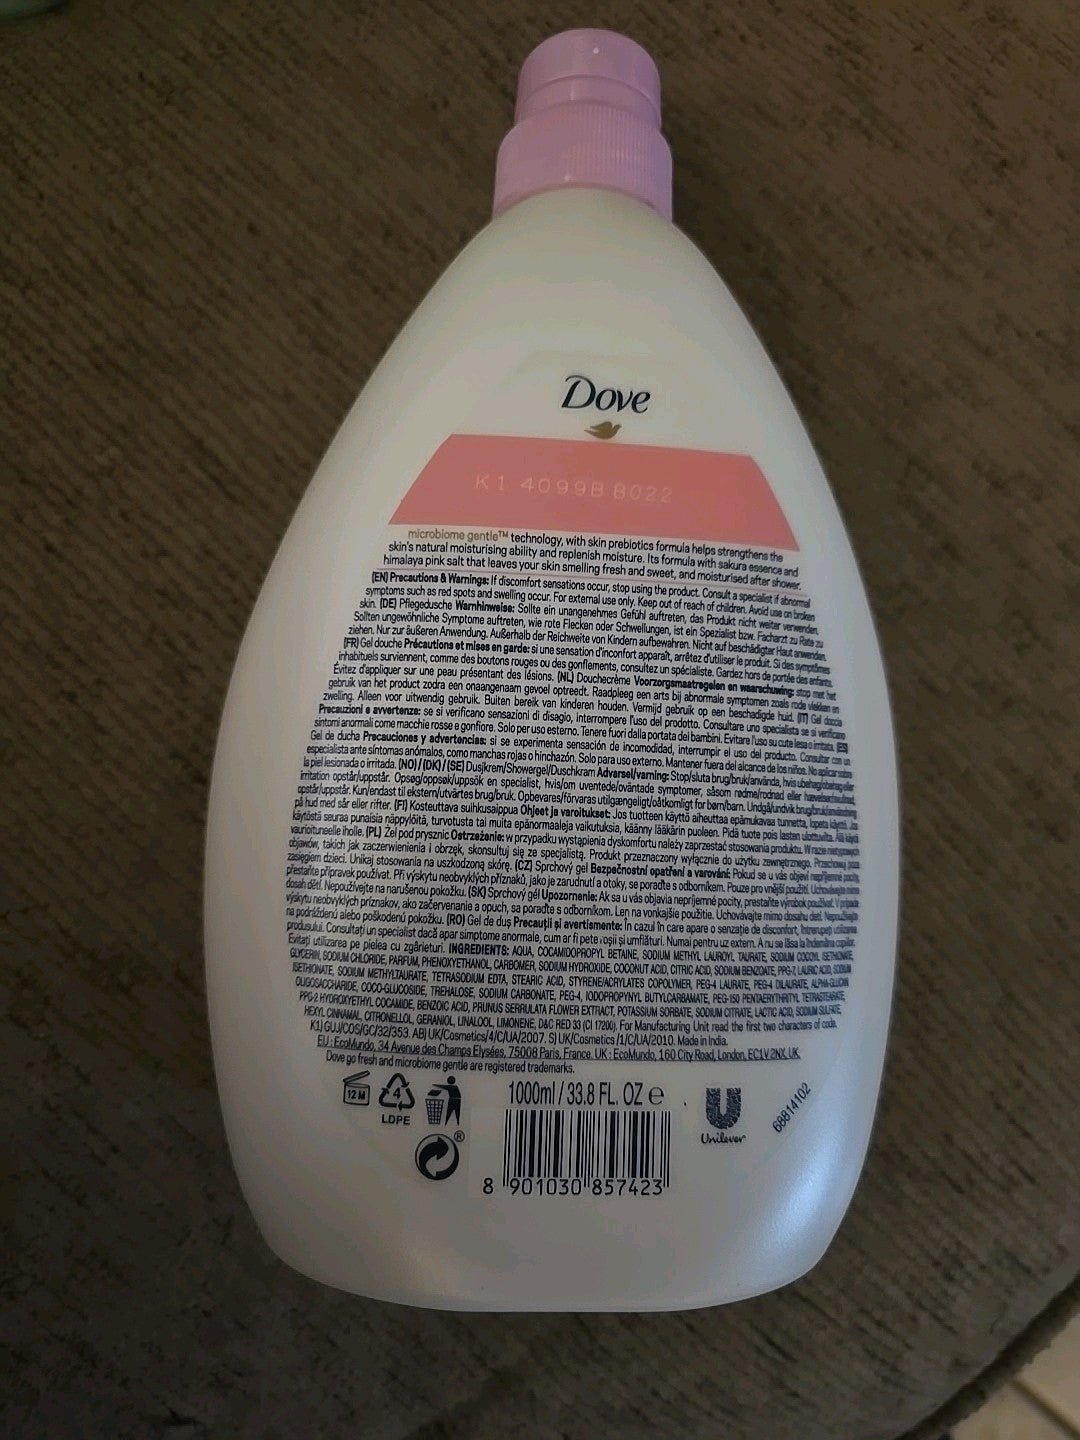 Dove
K1 4099B B022
microbiome gentle™ technology, with skin prebiotics formula helps strengthens the
skin's natural moisturising ability and replenish moisture. Its formula with sakura essence and
himalaya pink salt that leaves your skin smelling fresh and sweet, and moisturised after shower.
(EN) Precautions & Warnings: If discomfort sensations occur, stop using the product. Consult a specialist if abnormal
symptoms such as red spots and swelling occur. For external use only. Keep out of reach of children. Avoid use on broken
skin. (DE) Pflegedusche Warnhinweise: Sollte ein unangenehmes Gefühl auftreten, das Produkt nicht weiter verwenden.
Sollten ungewöhnliche Symptome auftreten, wie rote Flecken oder Schwellungen, ist ein Spezialist bzw. Facharzt zu Rate zu
ziehen. Nur zur äußeren Anwendung. Außerhalb der Reichweite von Kindern aufbewahren. Nicht auf beschädigter Haut anwenden.
(FR) Gel douche Précautions et mises en garde: si une sensation d'inconfort apparaît, arrêtez d'utiliser le produit. Si des symptômes
inhabituels surviennent, comme des boutons rouges ou des gonflements, consultez un spécialiste. Gardez hors de portée des enfants.
Évitez d'appliquer sur une peau présentant des lésions. (NL) Douchecrème Voorzorgsmaatregelen en waarschuwing: stop met het
gebruik van het product zodra een onaangenaam gevoel optreedt. Raadpleeg een arts bij abnormale symptomen zoals rode vlekken en
zwelling. Alleen voor uitwendig gebruik. Buiten bereik van kinderen houden. Vermijd gebruik op een beschadigde huid. (IT) Gel doccia
Precauzioni e avvertenze: se si verificano sensazioni di disagio, interrompere l'uso del prodotto. Consultare uno specialista se si verificano
sintomi anormali come macchie rosse e gonfiore. Solo per uso esterno. Tenere fuori dalla portata dei bambini. Evitare l'uso su cute lesa o irritata. (ES)
Gel de ducha Precauciones y advertencias: si se experimenta sensación de incomodidad, interrumpir el uso del producto. Consultar con un
especialista ante síntomas anómalos, como manchas rojas o hinchazón. Solo para uso externo. Mantener fuera del alcance de los niños. No aplicar sobre
la piel lesionada o irritada. (NO)/(DK)/(SE) Dusjkrem/Showergel/Duschkram Advarsel/varning: Stop/sluta brug/bruk/använda, hvis ubehag/obehag eller
irritation opstår/uppstår. Opsøg/oppsøk/uppsök en specialist, hvis/om uventede/oväntade symptomer, såsom rødme/rodnad eller
opstår/uppstår. Kun/endast til ekstern/utvärtes brug/bruk. Opbevares/förvaras utilgængeligt/oåtkomligt for børn/barn. Undgå/undvik brug/bruk/användning
på hud med sår eller rifter. (FI) Kosteuttava suihkusaippua Ohjeet ja varoitukset: Jos tuotteen käyttö aiheuttaa epämukavaa tunnetta, lopeta käyttö. Jos
käytöstä seuraa punaisia näppylöitä, turvotusta tai muita epänormaaleja vaikutuksia, käänny lääkärin puoleen. Pidä tuote pois lasten ulottuvilta. Älä käytä
vaurioituneelle iholle. (PL) Żel pod prysznic Ostrzeżenie: w przypadku wystąpienia dyskomfortu należy zaprzestać stosowania produktu. W razie nietypowych
objawów, takich jak zaczerwienienia i obrzęk, skonsultuj się ze specjalistą. Produkt przeznaczony wyłącznie do użytku zewnętrznego. Przechowuj poza
zasięgiem dzieci. Unikaj stosowania na uszkodzoną skórę. (CZ) Sprchový gel Bezpečnostní opatření a varování: Pokud se u vás objeví nepříjemné pocity,
přestaňte přípravek používat. Při výskytu neobvyklých příznaků, jako je zarudnutí a otoky, se poraďte s odborníkem. Pouze pro vnější použití. Uchovávejte mimo
dosah dětí. Nepoužívejte na narušenou pokožku. (SK) Sprchový gél Upozornenie: Ak sa u vás objavia nepríjemné pocity, prestaňte výrobok používať. V prípade
výskytu neobvyklých príznakov, ako začervenanie a opuch, sa poraďte s odborníkom. Len na vonkajšie použitie. Uchovávajte mimo dosahu detí. Nepoužívajte
na podráždenú alebo poškodenú pokožku. (RO) Gel de duş Precauții și avertismente: În cazul în care apare o senzație de disconfort, întrerupeți utilizarea
produsului. Consultați un specialist dacă apar simptome anormale, cum ar fi pete roșii și umflături. Numai pentru uz extern. A nu se lăsa la îndemâna copiilor.
Evitați utilizarea pe pielea cu zgârieturi. INGREDIENTS: AQUA, COCAMIDOPROPYL BETAINE, SODIUM METHYL LAUROYL TAURATE, SODIUM COCOYL ISETHIONATE,
GLYCERIN, SODIUM CHLORIDE, PARFUM, PHENOXYETHANOL, CARBOMER, SODIUM HYDROXIDE, COCONUT ACID, CITRIC ACID, SODIUM BENZOATE, PPG-7, LAURIC ACID, SODIUM
ISETHIONATE, SODIUM METHYLTAURATE, TETRASODIUM EDTA, STEARIC ACID, STYRENE/ACRYLATES COPOLYMER, PEG-4 LAURATE, PEG-4 DILAURATE, ALPHA-GLUCAN
OLIGOSACCHARIDE, COCO-GLUCOSIDE, TREHALOSE, SODIUM CARBONATE, PEG-4, IODOPROPYNYL BUTYLCARBAMATE, PEG-150 PENTAERYTHRITYL TETRASTEARATE,
PPG-2 HYDROXYETHYL COCAMIDE, BENZOIC ACID, PRUNUS SERRULATA FLOWER EXTRACT, POTASSIUM SORBATE, SODIUM CITRATE, LACTIC ACID, SODIUM SULFATE,
HEXYL CINNAMAL, CITRONELLOL, GERANIOL, LINALOOL, LIMONENE, D&C RED 33 (CI 17200). For Manufacturing Unit read the first two characters of code.
K1) GUJ/COS/GC/32/353. AB) UK/Cosmetics/4/C/UA/2007. S) UK/Cosmetics /1/C/UA/2010. Made in India.
EU : EcoMundo, 34 Avenue des Champs Elysées, 75008 Paris, France. UK : EcoMundo, 160 City Road, London, EC1V 2NX, UK.
Dove go fresh and microbiome gentle are registered trademarks.
12 M
4
LDPE
1000ml / 33.8 FL. OZ e
Unilever
68814102
®
8 901030 857423